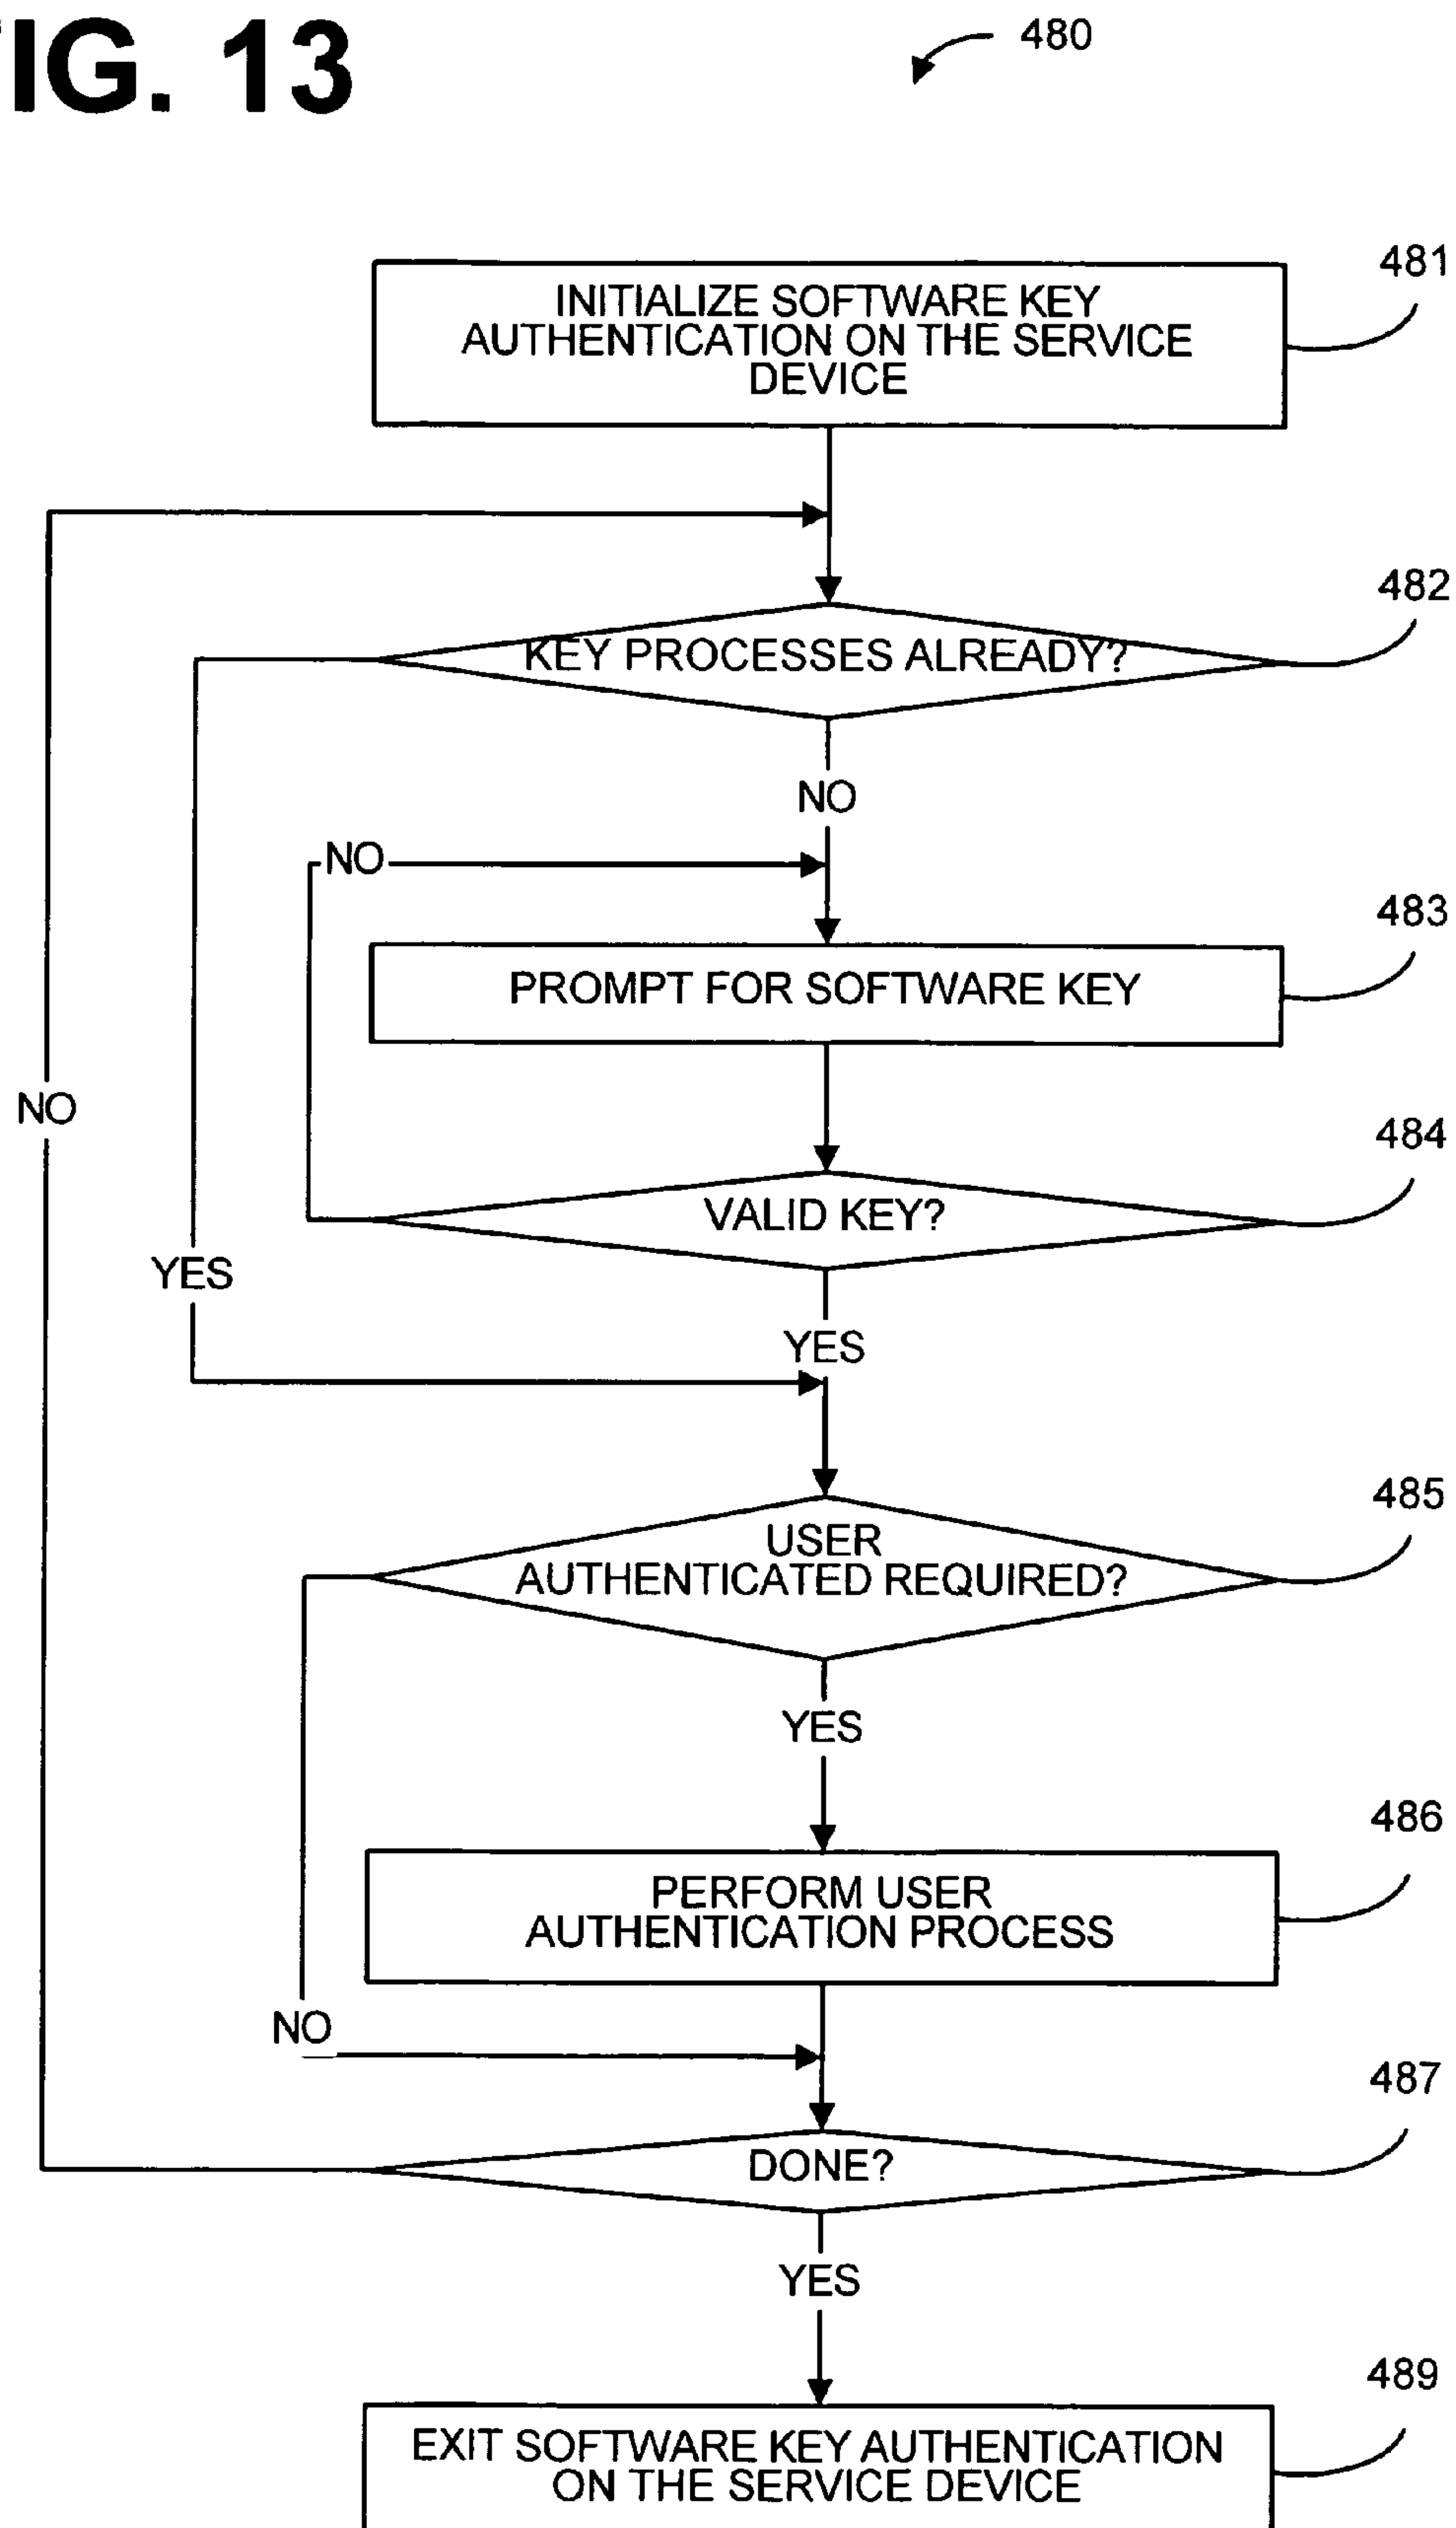 IG. 13
480
481
INITIALIZE SOFTWARE KEY
AUTHENTICATION ON THE SERVICE
DEVICE
482
KEY PROCESSES ALREADY?
NO
NO
483
PROMPT FOR SOFTWARE KEY
NO
484
VALID KEY?
YES
YES
485
USER
AUTHENTICATED REQUIRED?
YES
486
PERFORM USER
AUTHENTICATION PROCESS
NO
487
DONE?
YES
489
EXIT SOFTWARE KEY AUTHENTICATION
ON THE SERVICE DEVICE